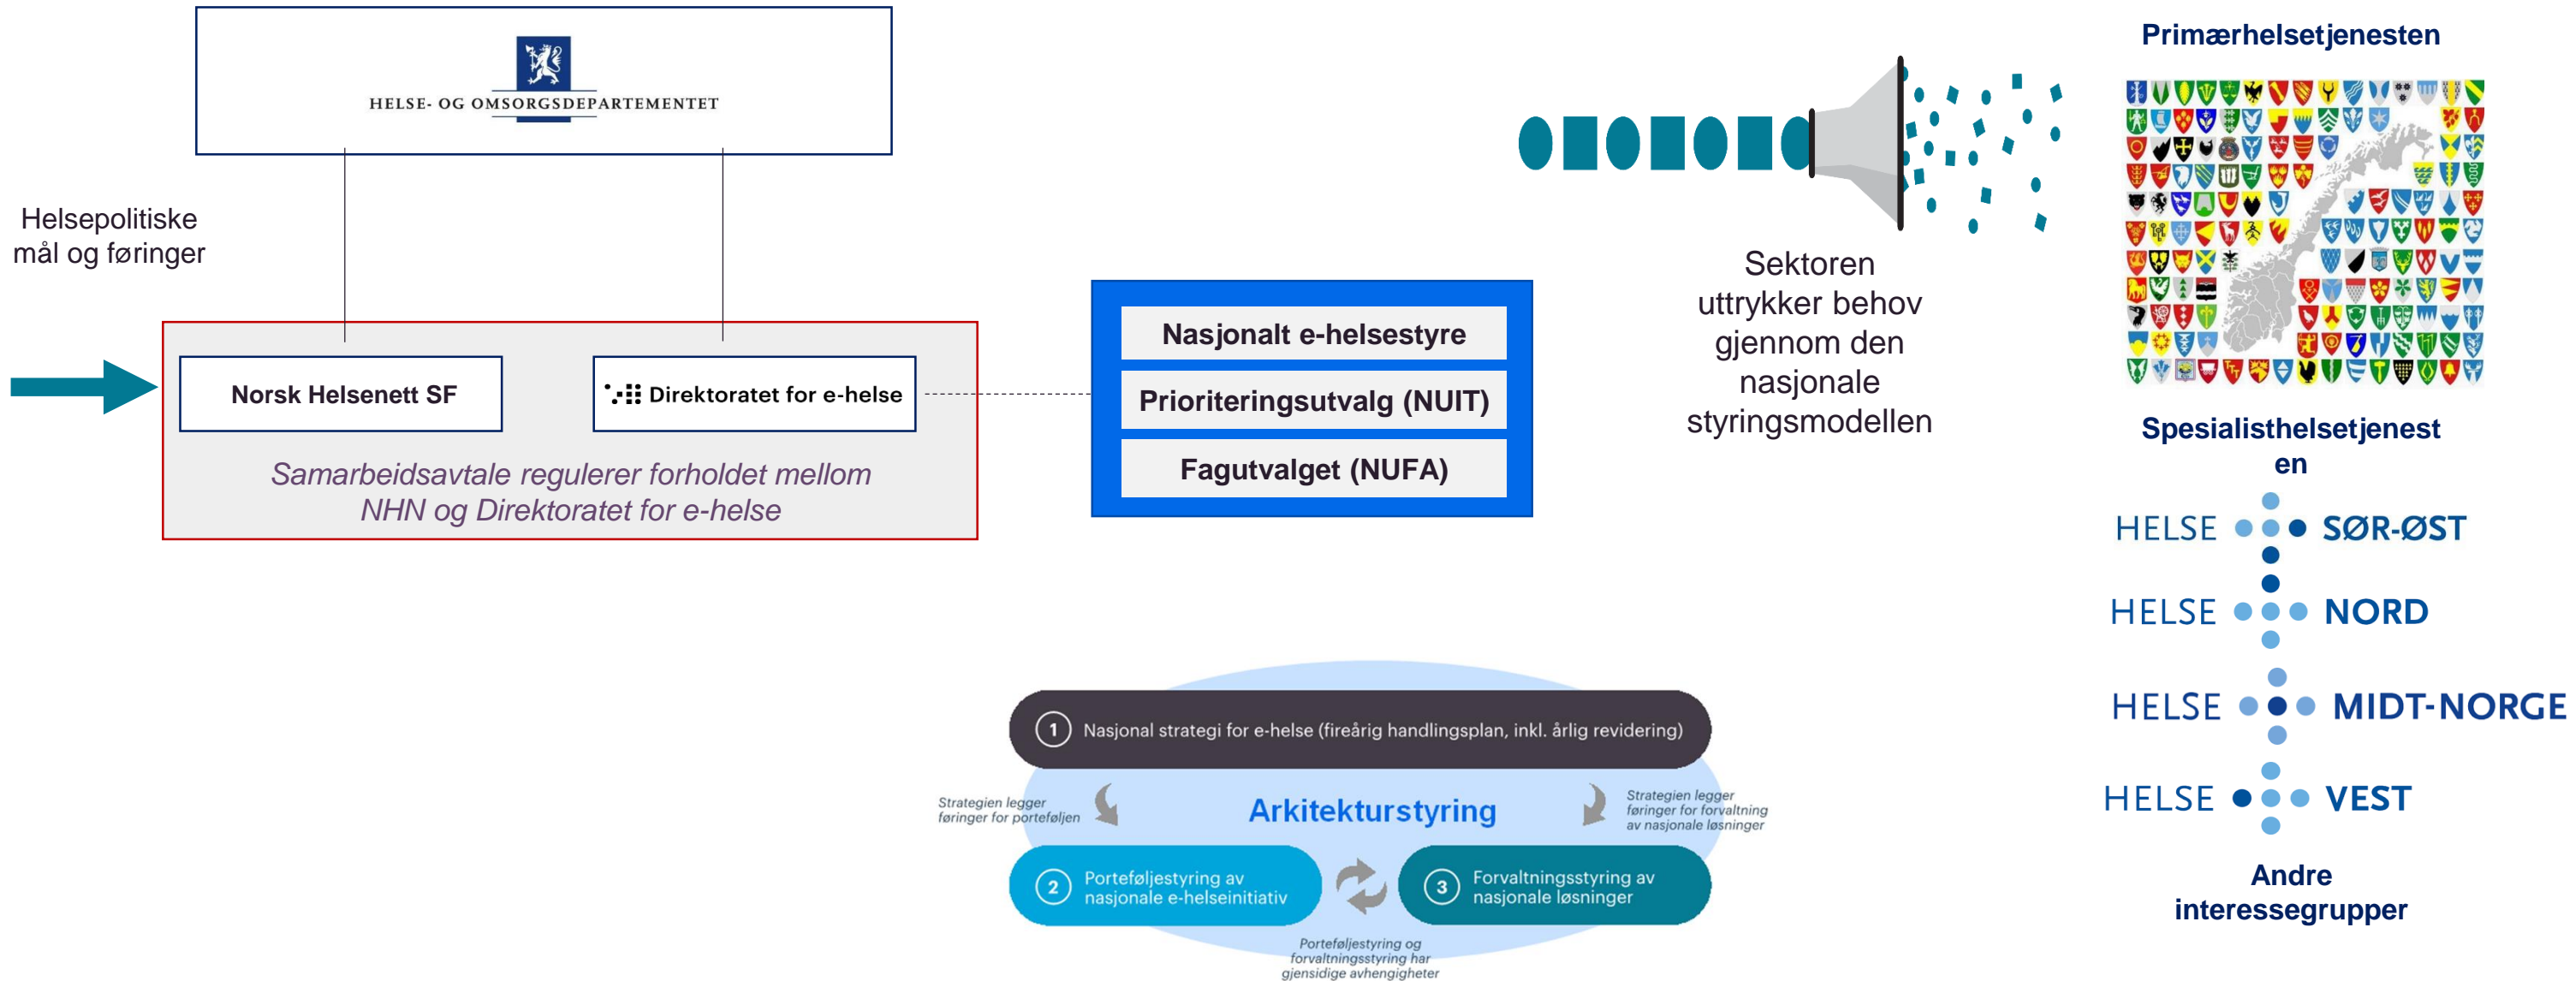 HELSE- OG OMSORGSDEPARTEMENTET
Helsepolitiske
mål og føringer
Norsk Helsenett SF
Direktoratet for e-helse
Samarbeidsavtale regulerer forholdet mellom
NHN og Direktoratet for e-helse
Nasjonalt e-helsestyre
Prioriteringsutvalg (NUIT)
Fagutvalget (NUFA)
Sektoren
uttrykker behov
gjennom den
nasjonale
styringsmodellen
Primærhelsetjenesten
Spesialisthelsetjenest
en
HELSE SØR-ØST
HELSE NORD
HELSE MIDT-NORGE
HELSE VEST
Andre
interessegrupper
1 Nasjonal strategi for e-helse (fireårig handlingsplan, inkl. årlig revidering)
Strategien legger
føringer for porteføljen
Arkitekturstyring
Strategien legger
føringer for forvaltning
av nasjonale løsninger
2 Porteføljestyring av
nasjonale e-helseinitiativ
3 Forvaltningsstyring av
nasjonale løsninger
Porteføljestyring og
forvaltningsstyring har
gjensidige avhengigheter